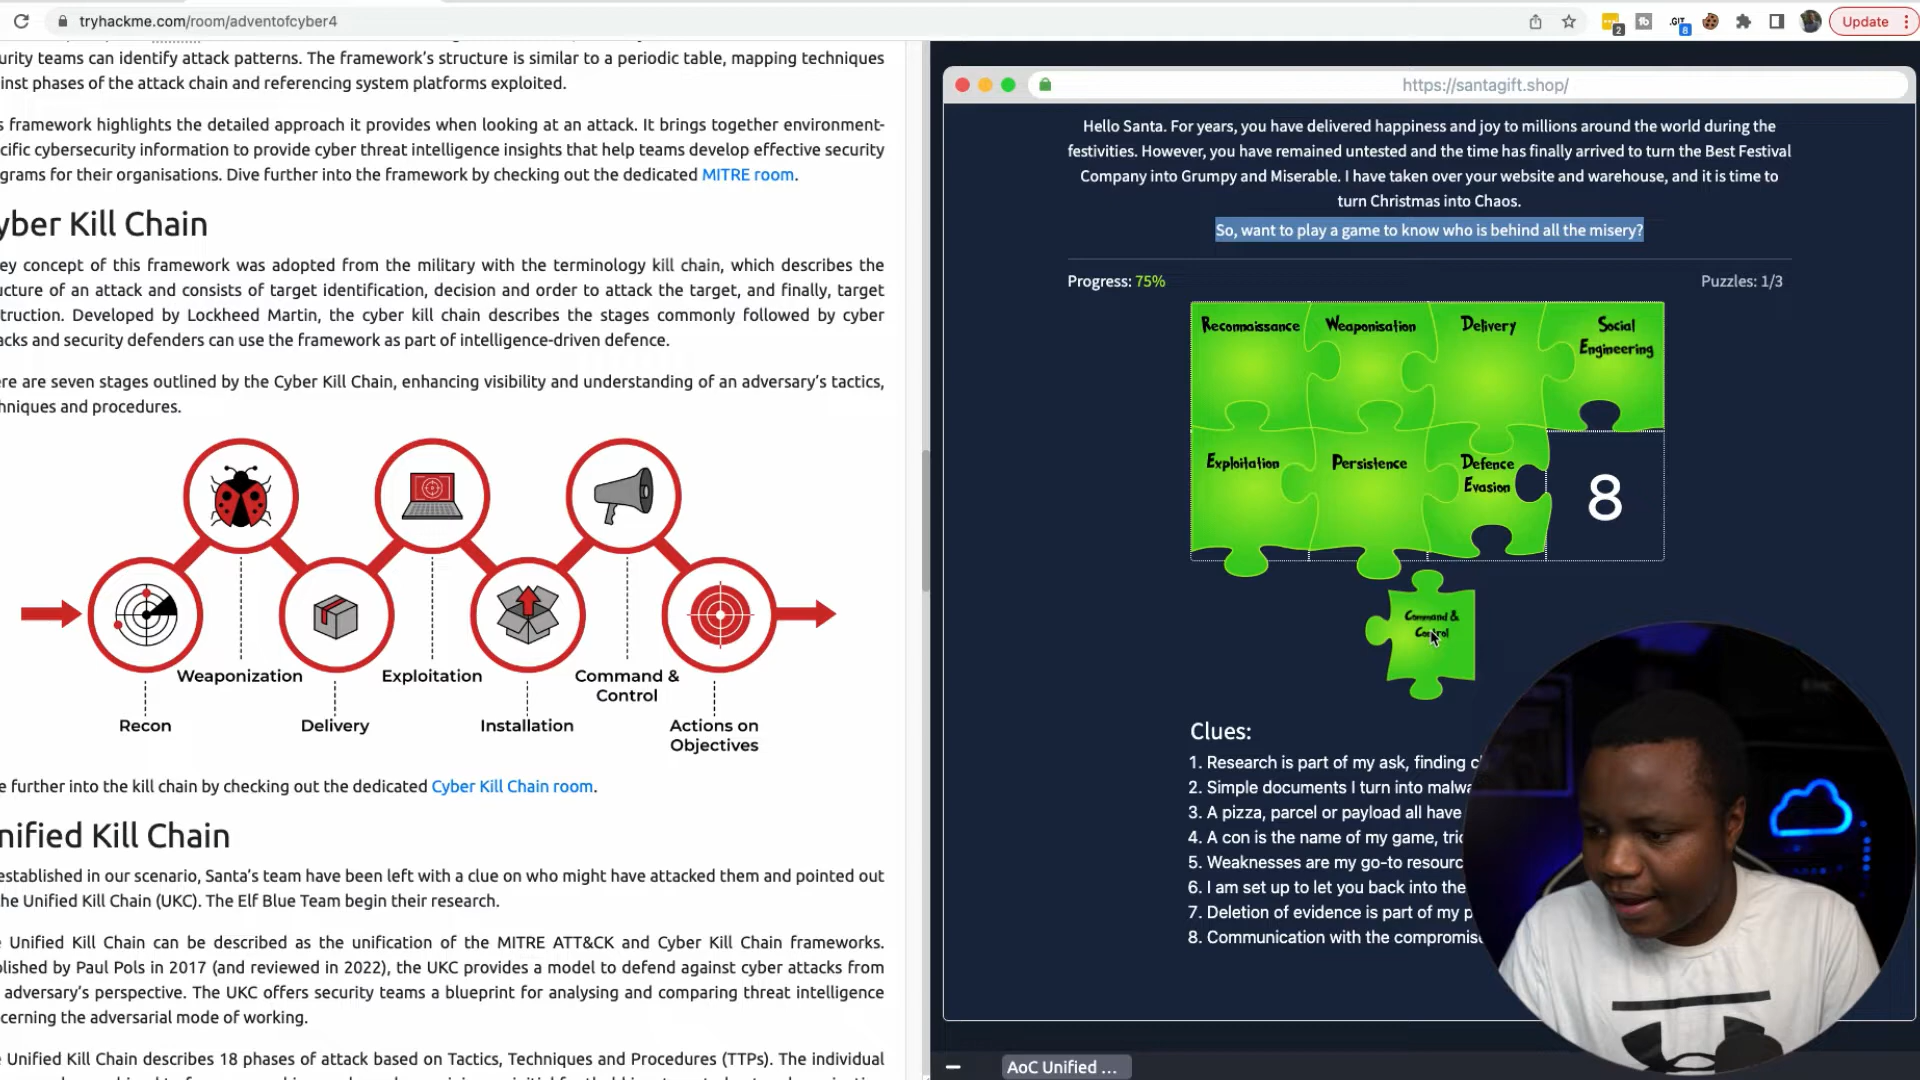 tryhackme.com/room/adventofcyber4
Update
urity teams can identify attack patterns. The framework's structure is similar to a periodic table, mapping techniques
inst phases of the attack chain and referencing system platforms exploited.
s framework highlights the detailed approach it provides when looking at an attack. It brings together environment-
cific cybersecurity information to provide cyber threat intelligence insights that help teams develop effective security
grams for their organisations. Dive further into the framework by checking out the dedicated MITRE room.
yber Kill Chain
ey concept of this framework was adopted from the military with the terminology kill chain, which describes the
ucture of an attack and consists of target identification, decision and order to attack the target, and finally, target
truction. Developed by Lockheed Martin, the cyber kill chain describes the stages commonly followed by cyber
acks and security defenders can use the framework as part of intelligence-driven defence.
ere are seven stages outlined by the Cyber Kill Chain, enhancing visibility and understanding of an adversary's tactics,
hniques and procedures.
Weaponization
Exploitation
Command &
Control
Recon
Delivery
Installation
Actions on
Objectives
e further into the kill chain by checking out the dedicated Cyber Kill Chain room.
nified Kill Chain
established in our scenario, Santa's team have been left with a clue on who might have attacked them and pointed out
the Unified Kill Chain (UKC). The Elf Blue Team begin their research.
e Unified Kill Chain can be described as the unification of the MITRE ATT&CK and Cyber Kill Chain frameworks.
blished by Paul Pols in 2017 (and reviewed in 2022), the UKC provides a model to defend against cyber attacks from
adversary's perspective. The UKC offers security teams a blueprint for analysing and comparing threat intelligence
cerning the adversarial mode of working.
e Unified Kill Chain describes 18 phases of attack based on Tactics, Techniques and Procedures (TTPs). The individual
https://santagift.shop/
Hello Santa. For years, you have delivered happiness and joy to millions around the world during the
festivities. However, you have remained untested and the time has finally arrived to turn the Best Festival
Company into Grumpy and Miserable. I have taken over your website and warehouse, and it is time to
turn Christmas into Chaos.
So, want to play a game to know who is behind all the misery?
Progress: 75%
Puzzles: 1/3
Reconnaissance
Weaponisation
Delivery
Social
Engineering
Exploitation
Persistence
Defence
Evasion
8
Command &
Control
Clues:
1. Research is part of my ask, finding c
2. Simple documents I turn into malwa
3. A pizza, parcel or payload all have
4. A con is the name of my game, tric
5. Weaknesses are my go-to resourc
6. I am set up to let you back into the
7. Deletion of evidence is part of my p
8. Communication with the compromis
AoC Unified ...